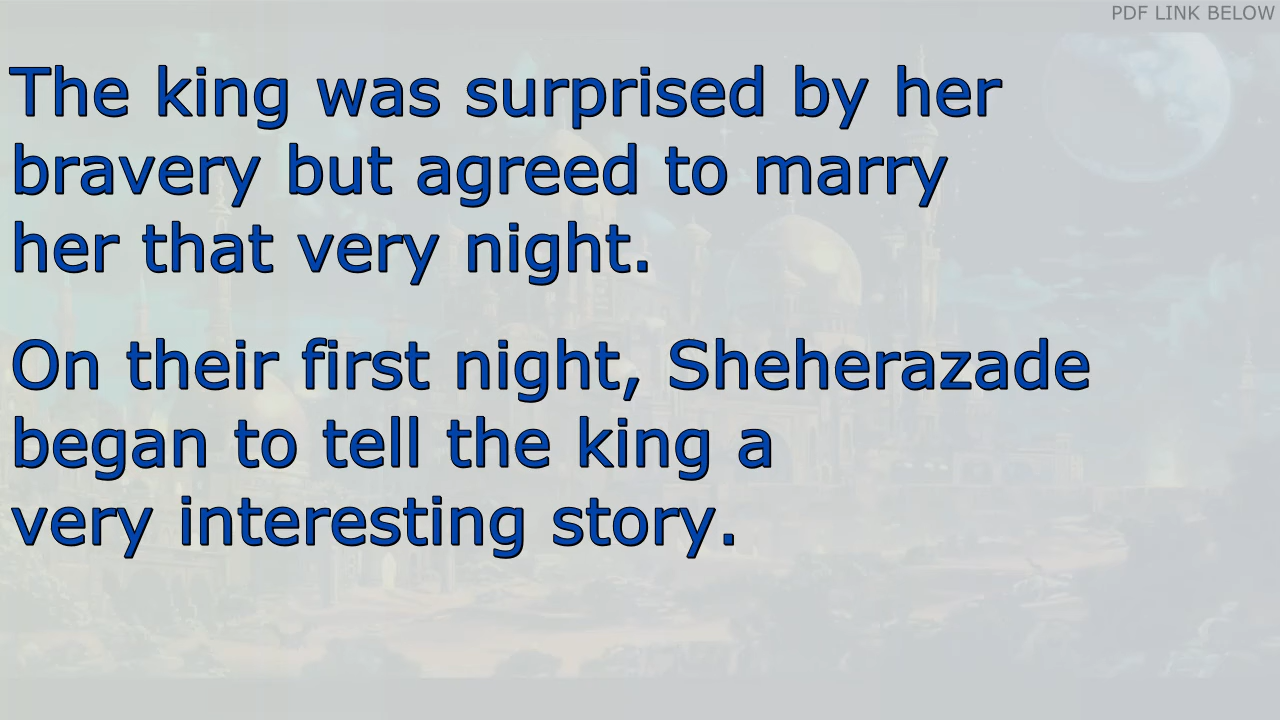 PDF LINK BELOW
The king was surprised by her
bravery but agreed to marry
her that very night.
On their first night, Sheherazade
began to tell the king a
very interesting story.